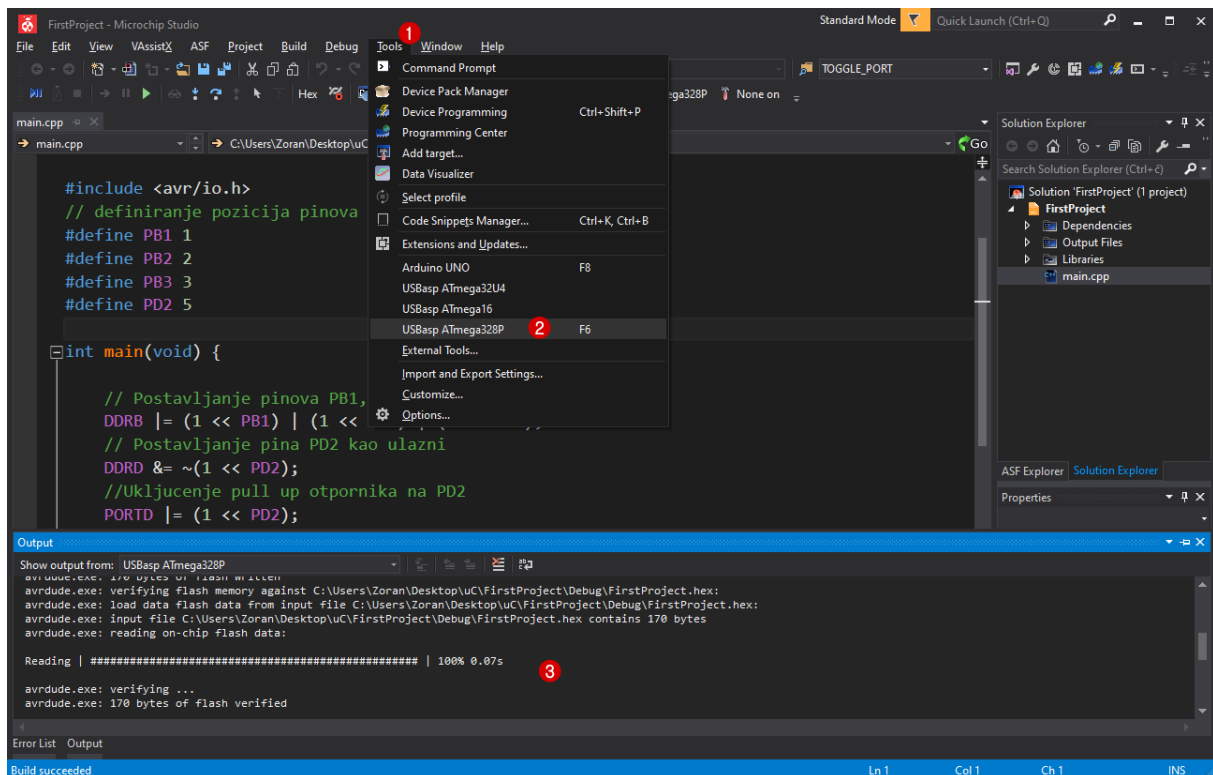 FirstProject - Microchip Studio
Standard Mode
Quick Launch (Ctrl+Q)
1
File Edit View VAssistX ASF Project Build Debug Tools Window Help
TOGGLE_PORT
Hex
ega328P None on
Command Prompt
Device Pack Manager
Device Programming Ctrl+Shift+P
Programming Center
Add target...
Data Visualizer
Select profile
Code Snippets Manager... Ctrl+K, Ctrl+B
Extensions and Updates...
Arduino UNO F8
USBasp ATmega32U4
USBasp ATmega16
USBasp ATmega328P 2 F6
External Tools...
Import and Export Settings...
Customize...
Options...
main.cpp
main.cpp C:\Users\Zoran\Desktop\uC Go
#include <avr/io.h>
// definiranje pozicija pinova
#define PB1 1
#define PB2 2
#define PB3 3
#define PD2 5
int main(void) {
// Postavljanje pinova PB1,
DDRB |= (1 << PB1) | (1 <<
// Postavljanje pina PD2 kao ulazni
DDRD &= ~(1 << PD2);
//Ukljucenje pull up otpornika na PD2
PORTD |= (1 << PD2);
Solution Explorer
Search Solution Explorer (Ctrl+č)
Solution 'FirstProject' (1 project)
FirstProject
Dependencies
Output Files
Libraries
main.cpp
ASF Explorer Solution Explorer
Properties
Output
Show output from: USBasp ATmega328P
avrdude.exe: 170 bytes of flash written
avrdude.exe: verifying flash memory against C:\Users\Zoran\Desktop\uC\FirstProject\Debug\FirstProject.hex:
avrdude.exe: load data flash data from input file C:\Users\Zoran\Desktop\uC\FirstProject\Debug\FirstProject.hex:
avrdude.exe: input file C:\Users\Zoran\Desktop\uC\FirstProject\Debug\FirstProject.hex contains 170 bytes
avrdude.exe: reading on-chip flash data:
Reading | ################################################## | 100% 0.07s
3
avrdude.exe: verifying ...
avrdude.exe: 170 bytes of flash verified
Error List Output
Build succeeded Ln 1 Col 1 Ch 1 INS